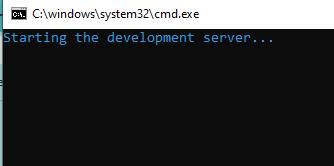 C:\windows\system32\cmd.exe
Starting the development server...